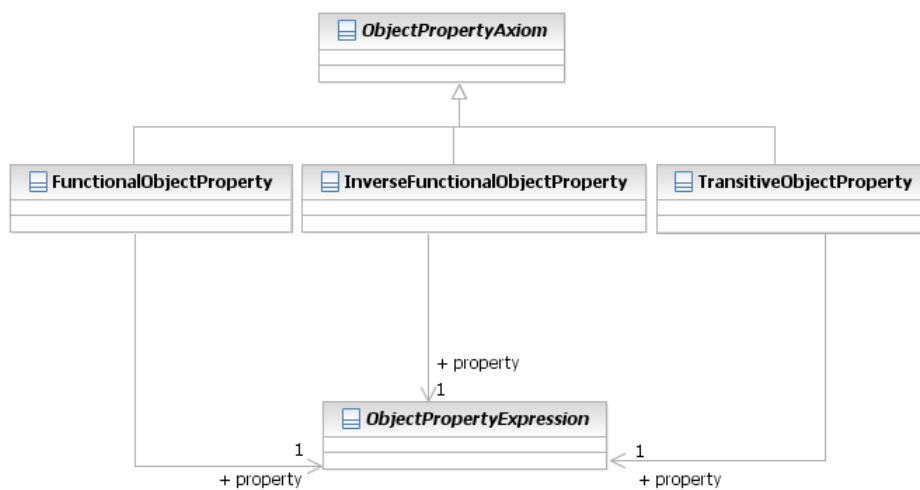 ObjectPropertyAxiom
FunctionalObjectProperty
InverseFunctionalObjectProperty
TransitiveObjectProperty
+ property
1
ObjectPropertyExpression
1
+ property
1
+ property